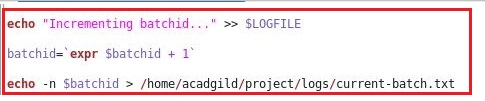 echo "Incrementing batchid..." >> $LOGFILE
batchid=`expr $batchid + 1`
echo -n $batchid > /home/acadgild/project/logs/current-batch.txt